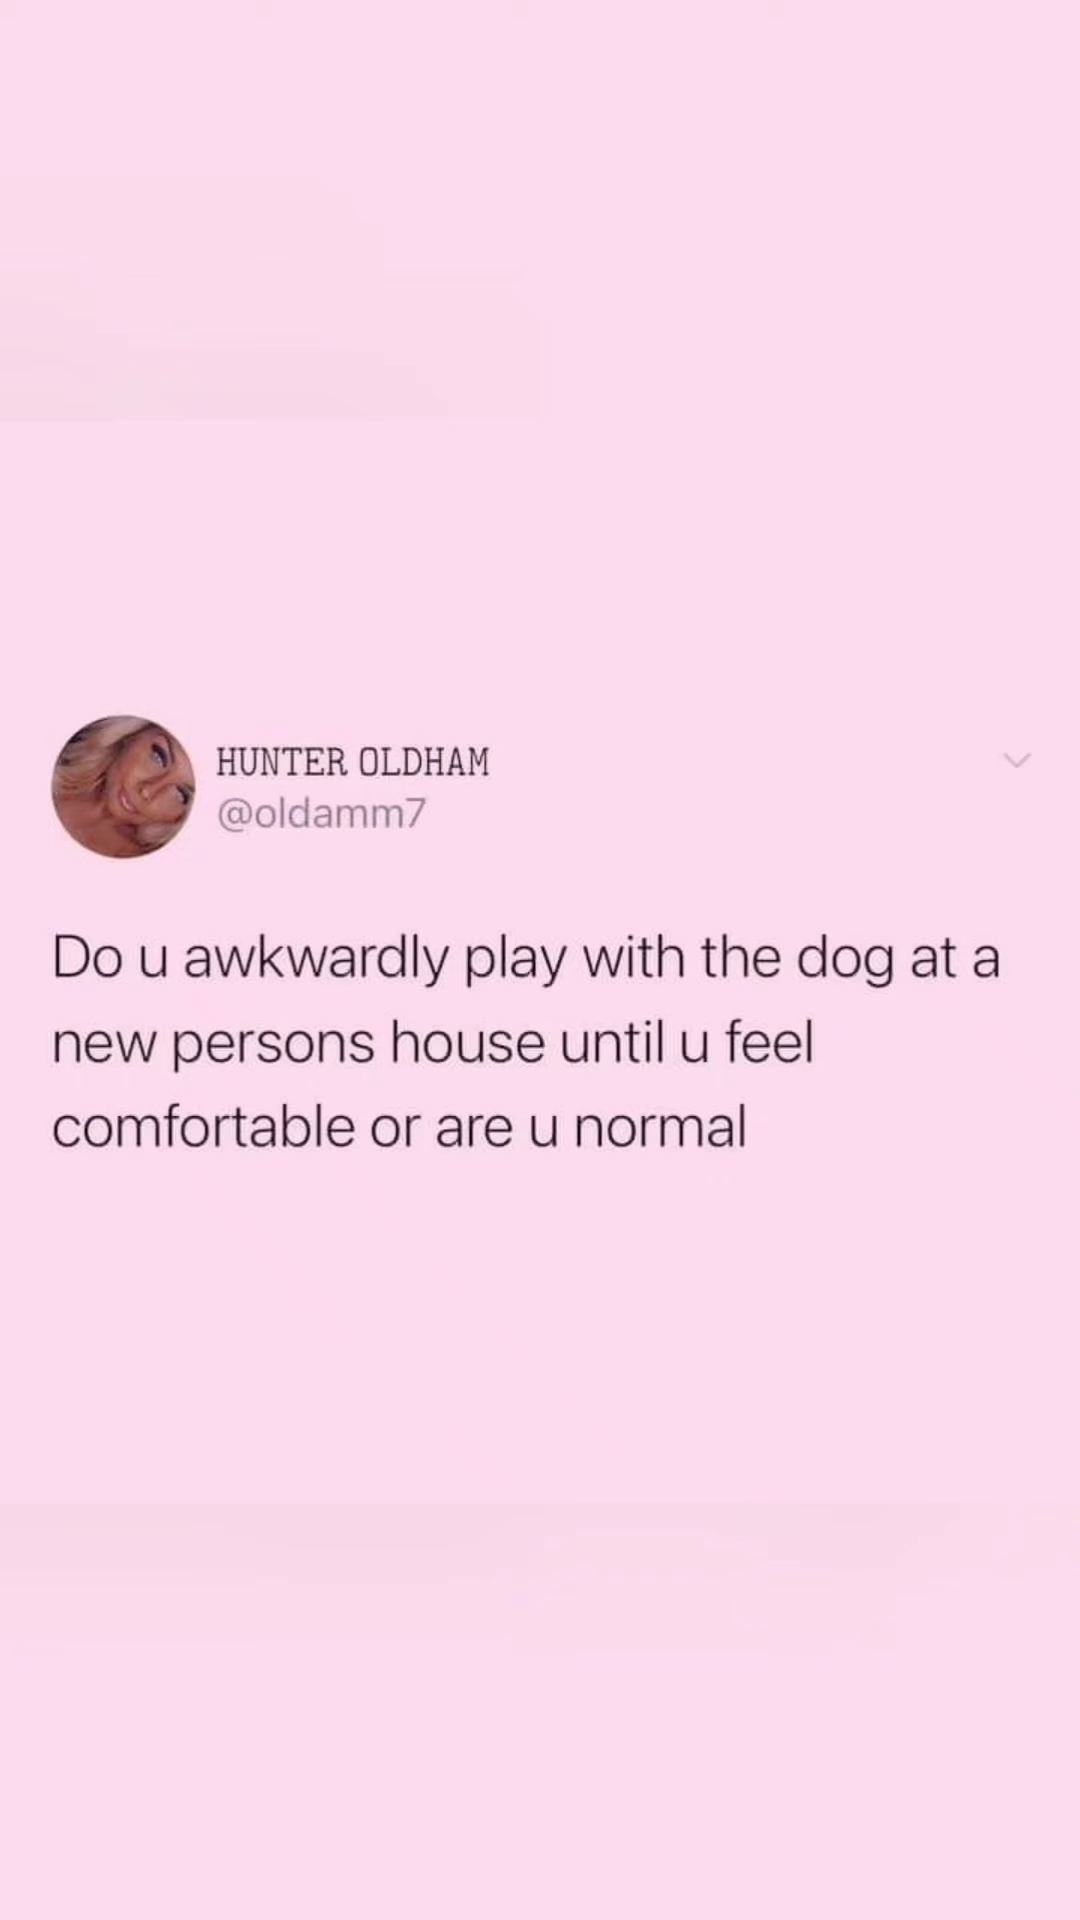 HUNTER OLDHAM
@oldamm7
Do u awkwardly play with the dog at a
new persons house until u feel
comfortable or are u normal